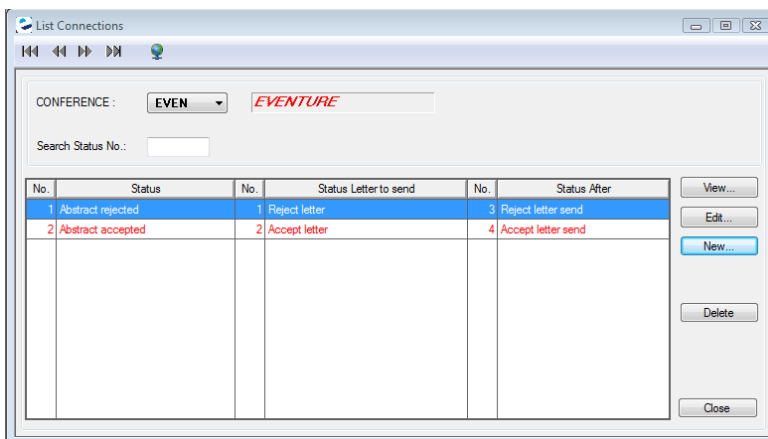 List Connections
CONFERENCE : EVEN EVENTURE
Search Status No.:
No. Status No. Status Letter to send No. Status After View...
1 Abstract rejected 1 Reject letter 3 Reject letter send Edit...
2 Abstract accepted 2 Accept letter 4 Accept letter send
New...
Delete
Close